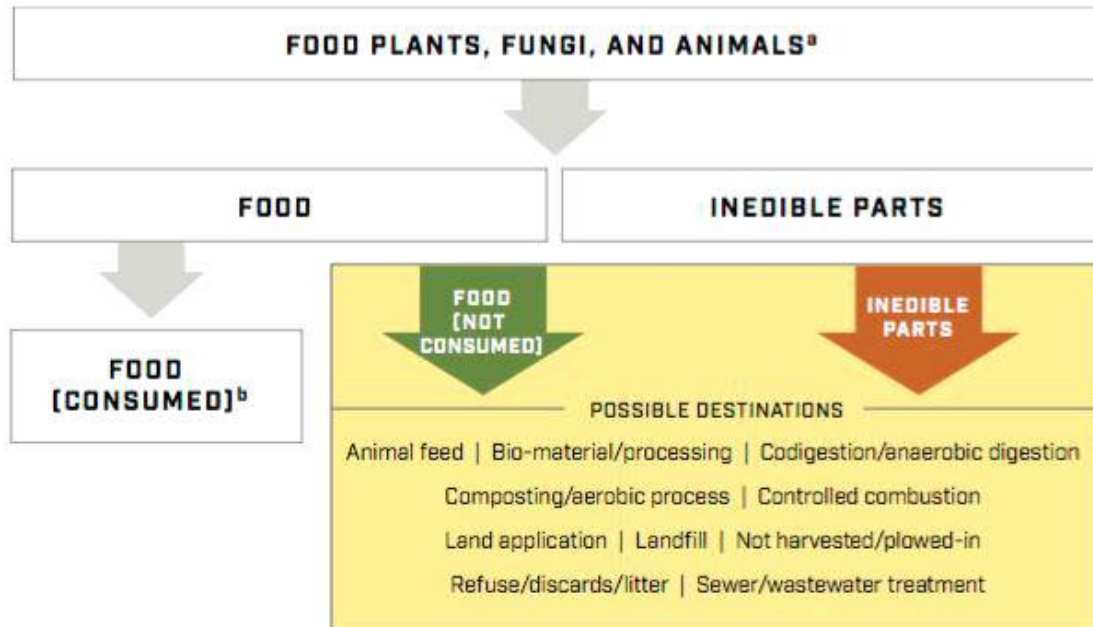 FOOD PLANTS, FUNGI, AND ANIMALSᵃ
FOOD
INEDIBLE PARTS
FOOD
[NOT
CONSUMED]
INEDIBLE
PARTS
FOOD
[CONSUMED]ᵇ
POSSIBLE DESTINATIONS
Animal feed | Bio-material/processing | Codigestion/anaerobic digestion
Composting/aerobic process | Controlled combustion
Land application | Landfill | Not harvested/plowed-in
Refuse/discards/litter | Sewer/wastewater treatment